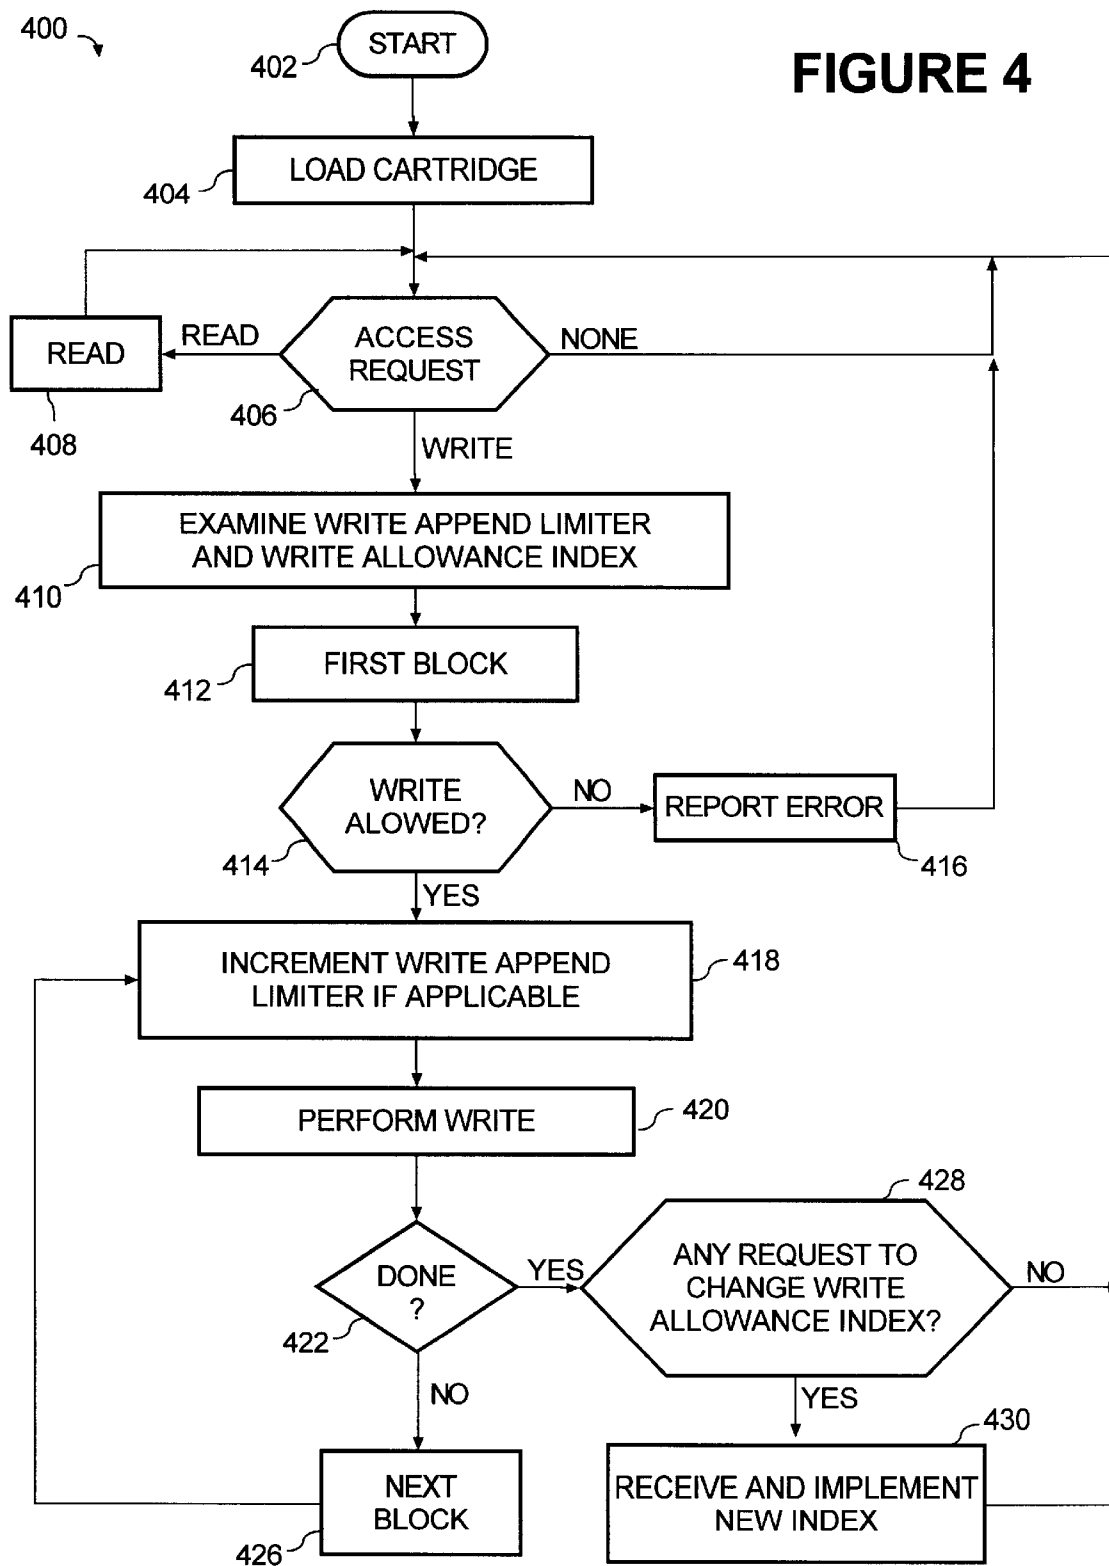 400
START
402
FIGURE 4
LOAD CARTRIDGE
404
READ
408
READ
ACCESS
REQUEST
406
NONE
WRITE
EXAMINE WRITE APPEND LIMITER
AND WRITE ALLOWANCE INDEX
410
FIRST BLOCK
412
WRITE
ALOWED?
414
NO
REPORT ERROR
416
YES
INCREMENT WRITE APPEND
LIMITER IF APPLICABLE
418
PERFORM WRITE
420
DONE
?
422
YES
428
ANY REQUEST TO
CHANGE WRITE
ALLOWANCE INDEX?
NO
NO
YES
NEXT
BLOCK
426
430
RECEIVE AND IMPLEMENT
NEW INDEX